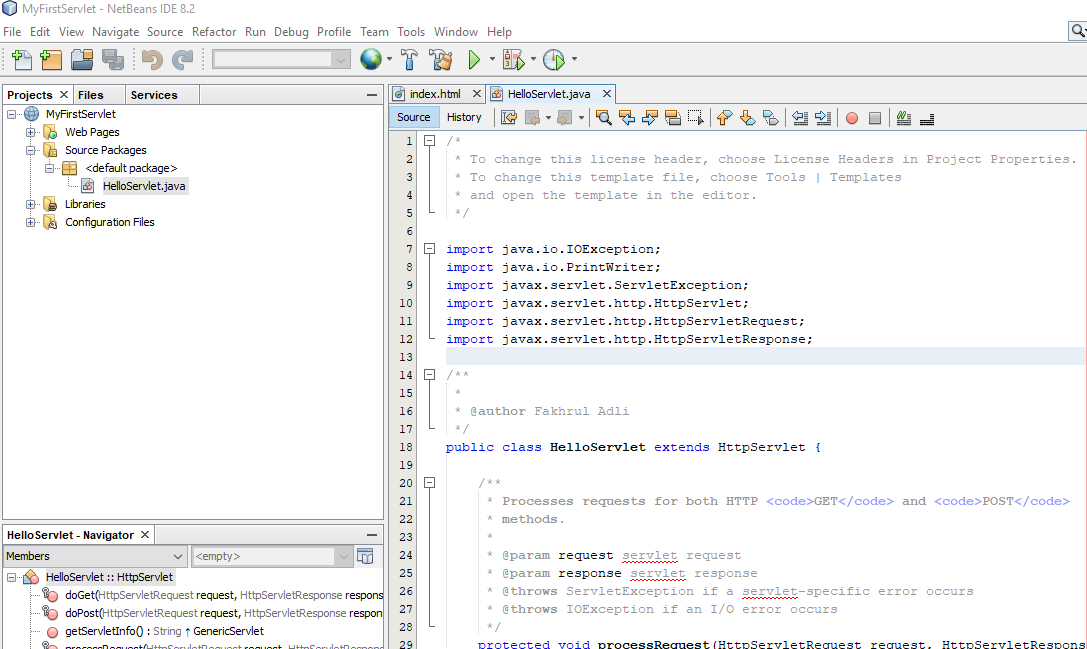 MyFirstServlet - NetBeans IDE 8.2
File Edit View Navigate Source Refactor Run Debug Profile Team Tools Window Help
Projects Files Services
MyFirstServlet
Web Pages
Source Packages
<default package>
HelloServlet.java
Libraries
Configuration Files
HelloServlet - Navigator
Members <empty>
HelloServlet :: HttpServlet
doGet(HttpServletRequest request, HttpServletResponse respons
doPost(HttpServletRequest request, HttpServletResponse respon
getServletInfo() : String ↑ GenericServlet
processRequest(HttpServletRequest request, HttpServletRespons
index.html HelloServlet.java
Source History
1 /*
2 * To change this license header, choose License Headers in Project Properties.
3 * To change this template file, choose Tools | Templates
4 * and open the template in the editor.
5 */
6
7 import java.io.IOException;
8 import java.io.PrintWriter;
9 import javax.servlet.ServletException;
10 import javax.servlet.http.HttpServlet;
11 import javax.servlet.http.HttpServletRequest;
12 import javax.servlet.http.HttpServletResponse;
13
14 /**
15 *
16 * @author Fakhrul Adli
17 */
18 public class HelloServlet extends HttpServlet {
19
20 /**
21 * Processes requests for both HTTP <code>GET</code> and <code>POST</code>
22 * methods.
23 *
24 * @param request servlet request
25 * @param response servlet response
26 * @throws ServletException if a servlet-specific error occurs
27 * @throws IOException if an I/O error occurs
28 */
29 protected void processRequest(HttpServletRequest request, HttpServletRespons